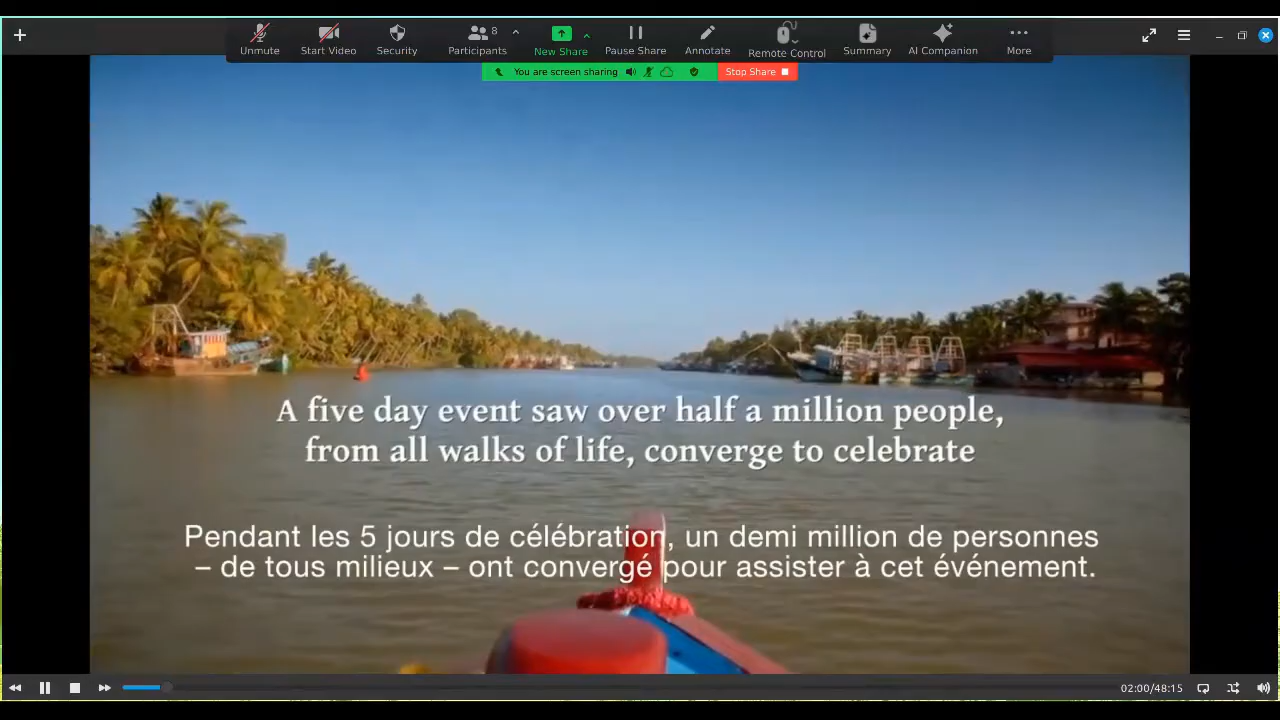 Unmute
Start Video
Security
Participants
8
New Share
Pause Share
Annotate
Remote Control
Summary
AI Companion
More
You are screen sharing
Stop Share
A five day event saw over half a million people,
from all walks of life, converge to celebrate
Pendant les 5 jours de célébration, un demi million de personnes
– de tous milieux – ont convergé pour assister à cet événement.
02:00/48:15